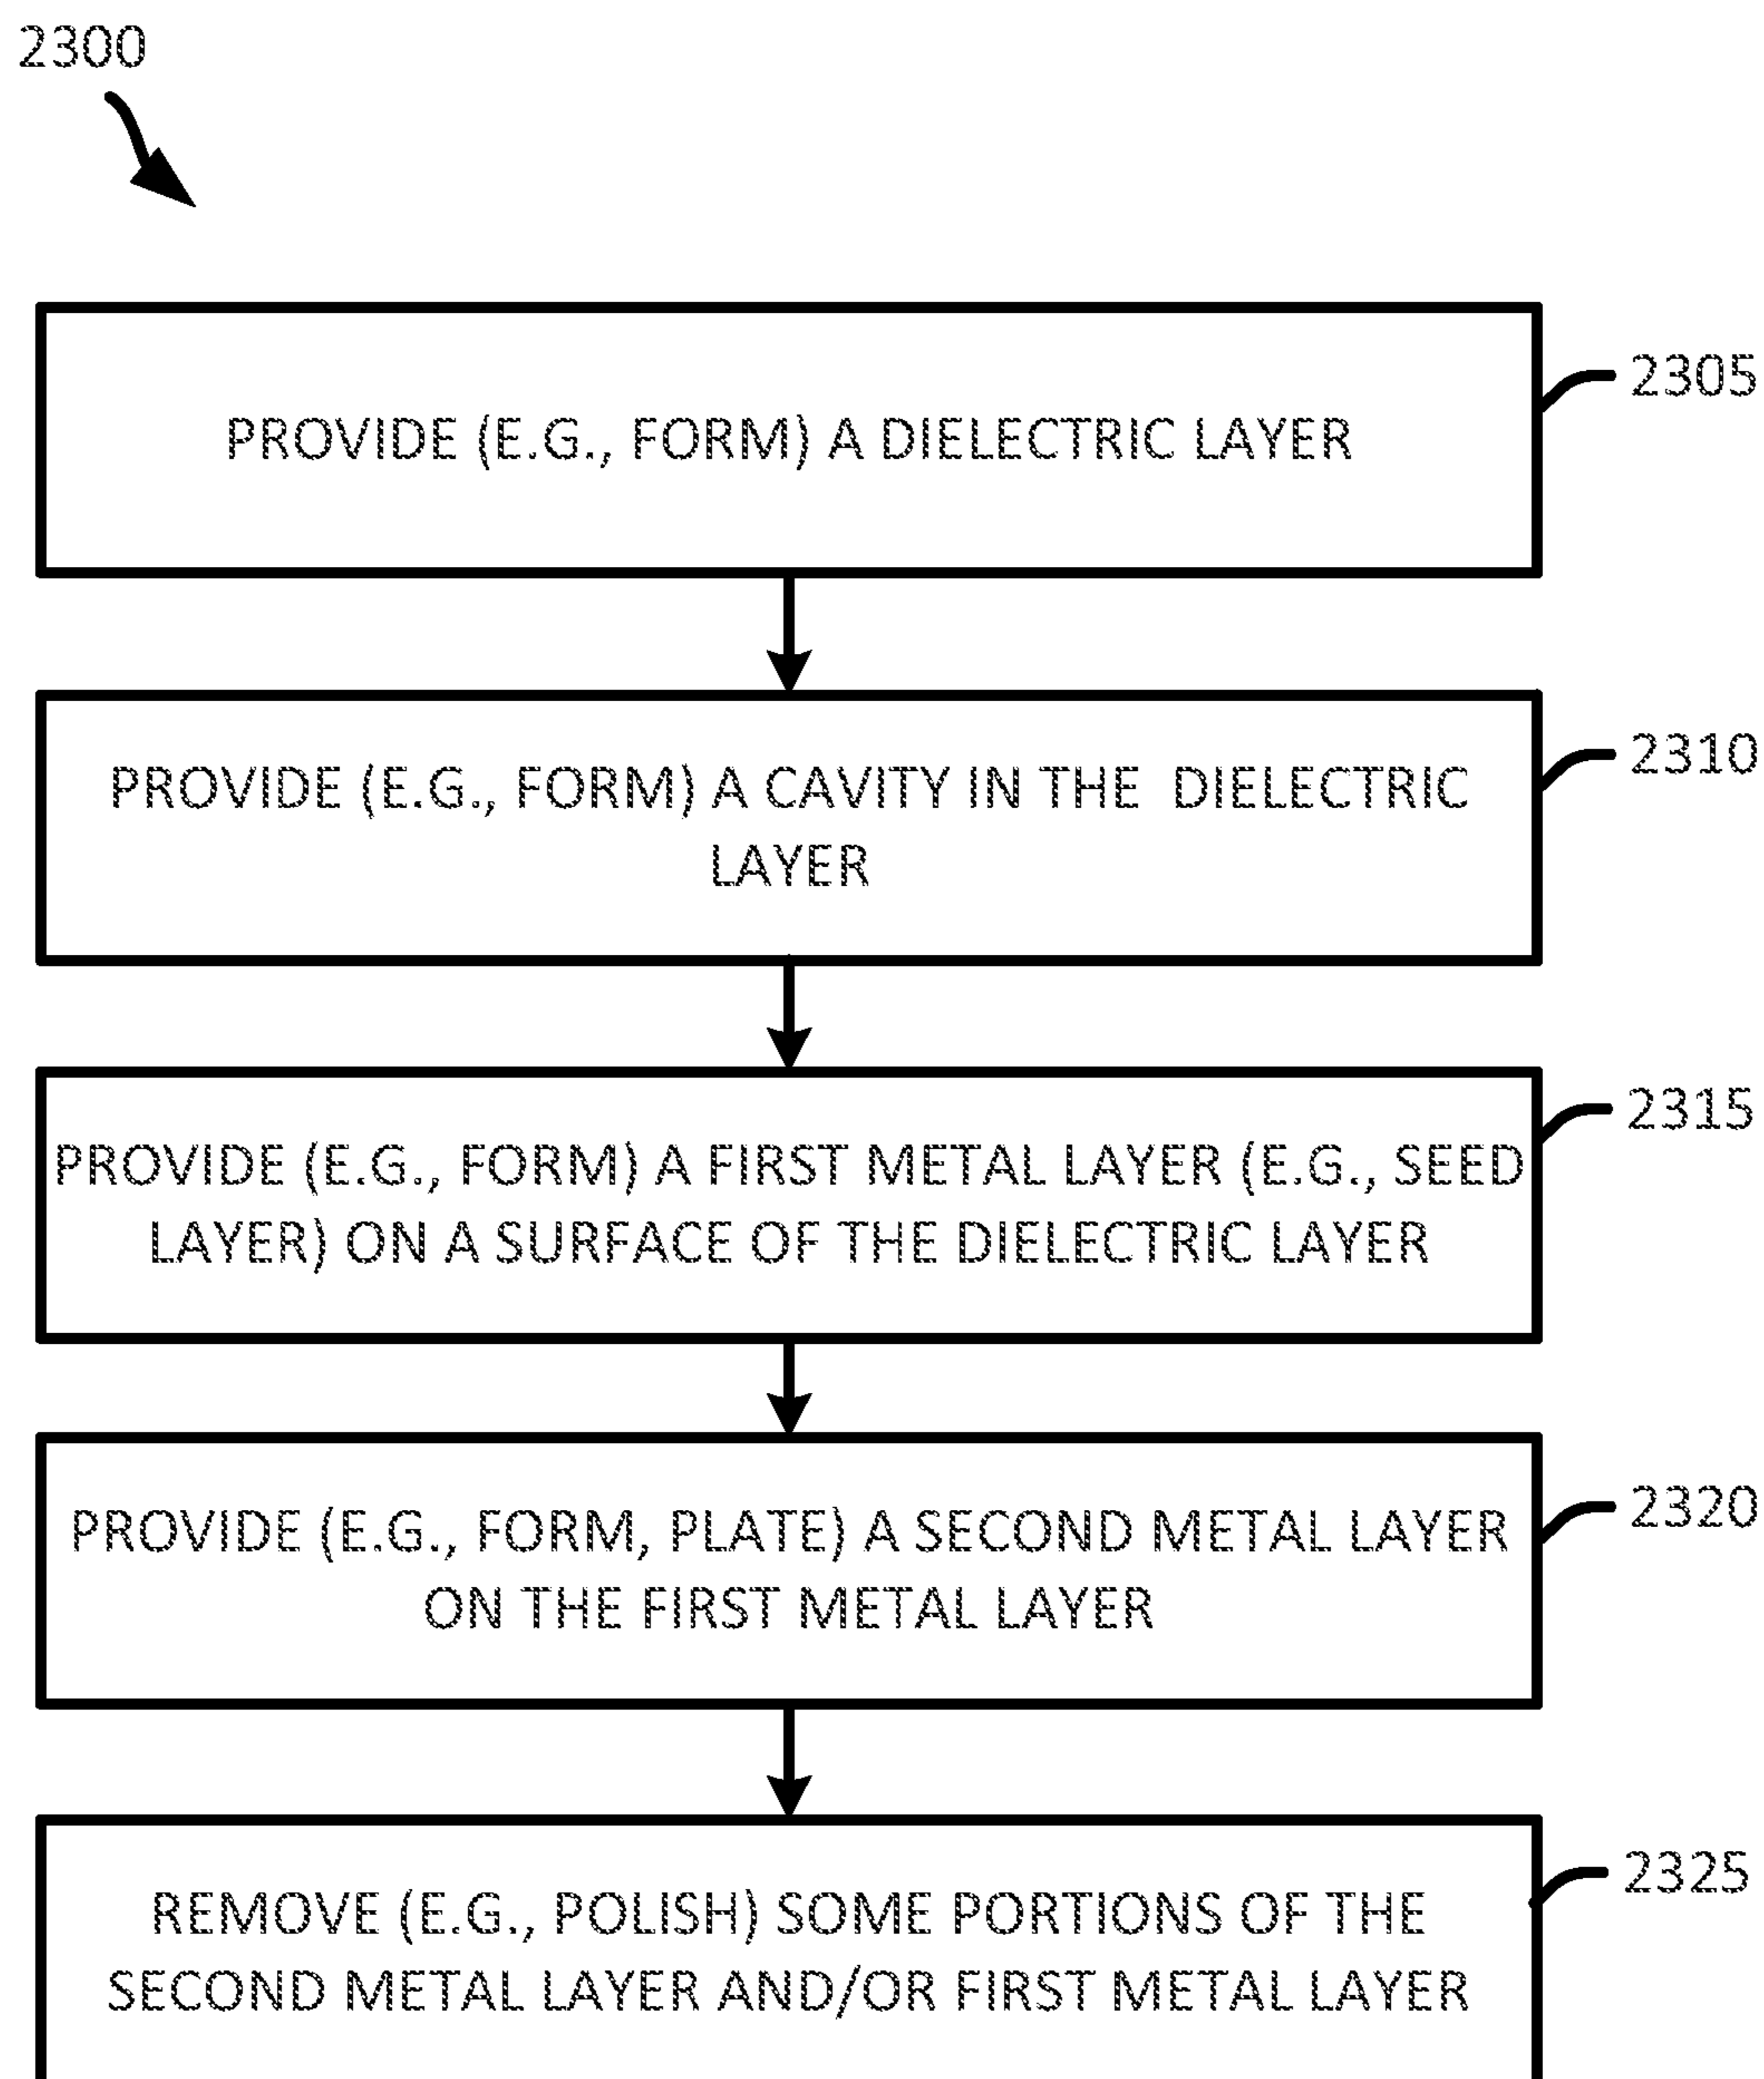 2300
PROVIDE (E.G., FORM) A DIELECTRIC LAYER
2305
PROVIDE (E.G., FORM) A CAVITY IN THE DIELECTRIC
LAYER
2310
PROVIDE (E.G., FORM) A FIRST METAL LAYER (E.G., SEED
LAYER) ON A SURFACE OF THE DIELECTRIC LAYER
2315
PROVIDE (E.G., FORM, PLATE) A SECOND METAL LAYER
ON THE FIRST METAL LAYER
2320
REMOVE (E.G., POLISH) SOME PORTIONS OF THE
SECOND METAL LAYER AND/OR FIRST METAL LAYER
2325